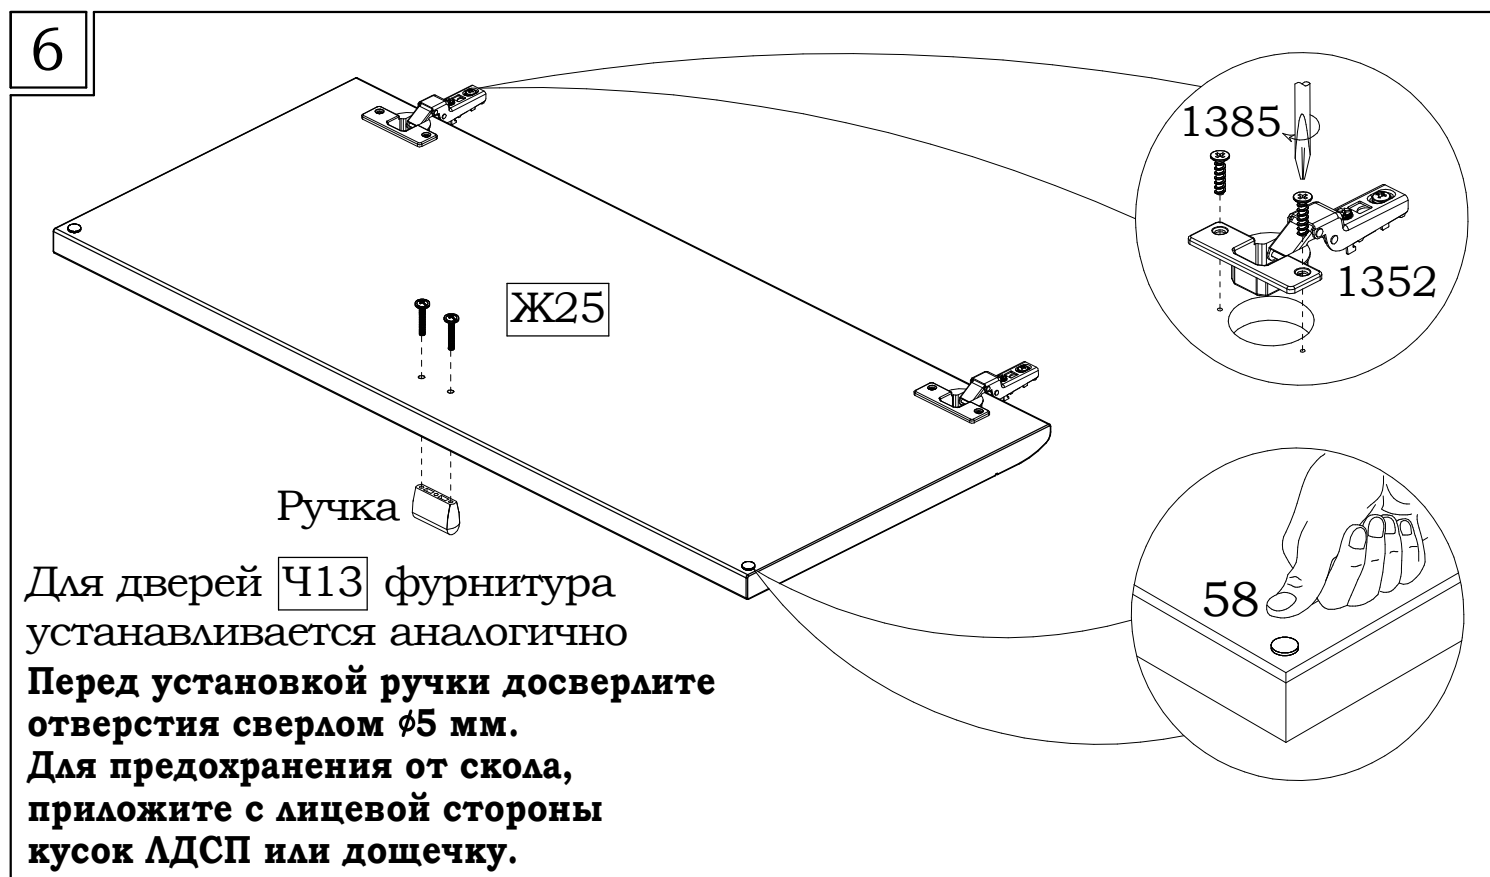 6
1385
1352
Ж25
Ручка
58
Для дверей Ч13 фурнитура
устанавливается аналогично
Перед установкой ручки досверлите
отверстия сверлом ⌀5 мм.
Для предохранения от скола,
приложите с лицевой стороны
кусок ЛДСП или дощечку.